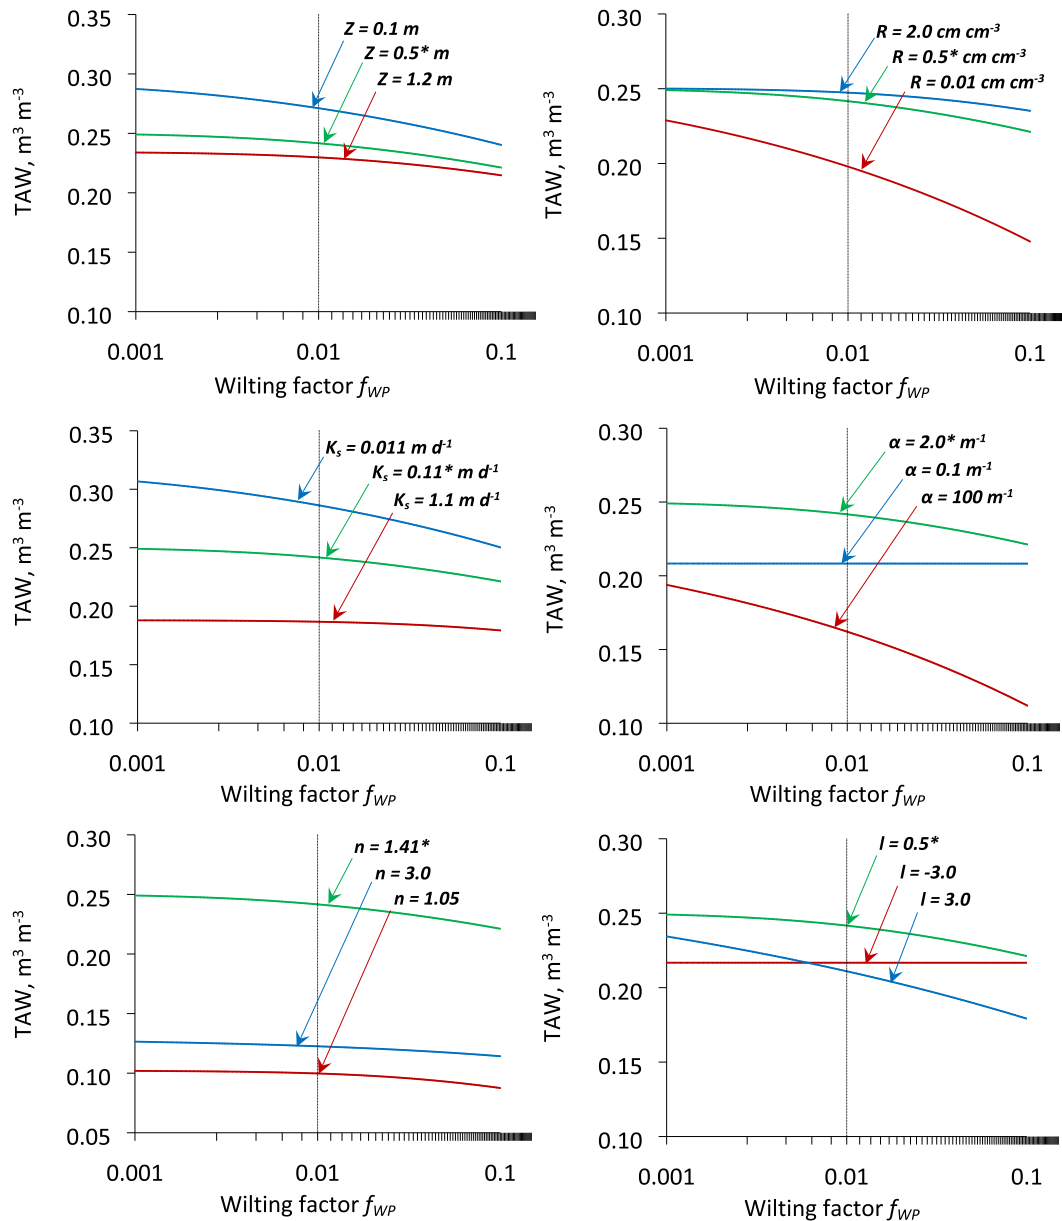 0.35
0.30
0.25
0.20
0.15
0.10
TAW, m³ m⁻³
Z = 0.1 m
Z = 0.5* m
Z = 1.2 m
0.001 0.01 0.1
Wilting factor f_WP
0.30
0.25
0.20
0.15
0.10
TAW, m³ m⁻³
R = 2.0 cm cm⁻³
R = 0.5* cm cm⁻³
R = 0.01 cm cm⁻³
0.001 0.01 0.1
Wilting factor f_WP
0.35
0.30
0.25
0.20
0.15
0.10
TAW, m³ m⁻³
Kₛ = 0.011 m d⁻¹
Kₛ = 0.11* m d⁻¹
Kₛ = 1.1 m d⁻¹
0.001 0.01 0.1
Wilting factor f_WP
0.30
0.25
0.20
0.15
0.10
TAW, m³ m⁻³
α = 2.0* m⁻¹
α = 0.1 m⁻¹
α = 100 m⁻¹
0.001 0.01 0.1
Wilting factor f_WP
0.30
0.25
0.20
0.15
0.10
0.05
TAW, m³ m⁻³
n = 1.41*
n = 3.0
n = 1.05
0.001 0.01 0.1
Wilting factor f_WP
0.30
0.25
0.20
0.15
0.10
TAW, m³ m⁻³
l = 0.5*
l = -3.0
l = 3.0
0.001 0.01 0.1
Wilting factor f_WP